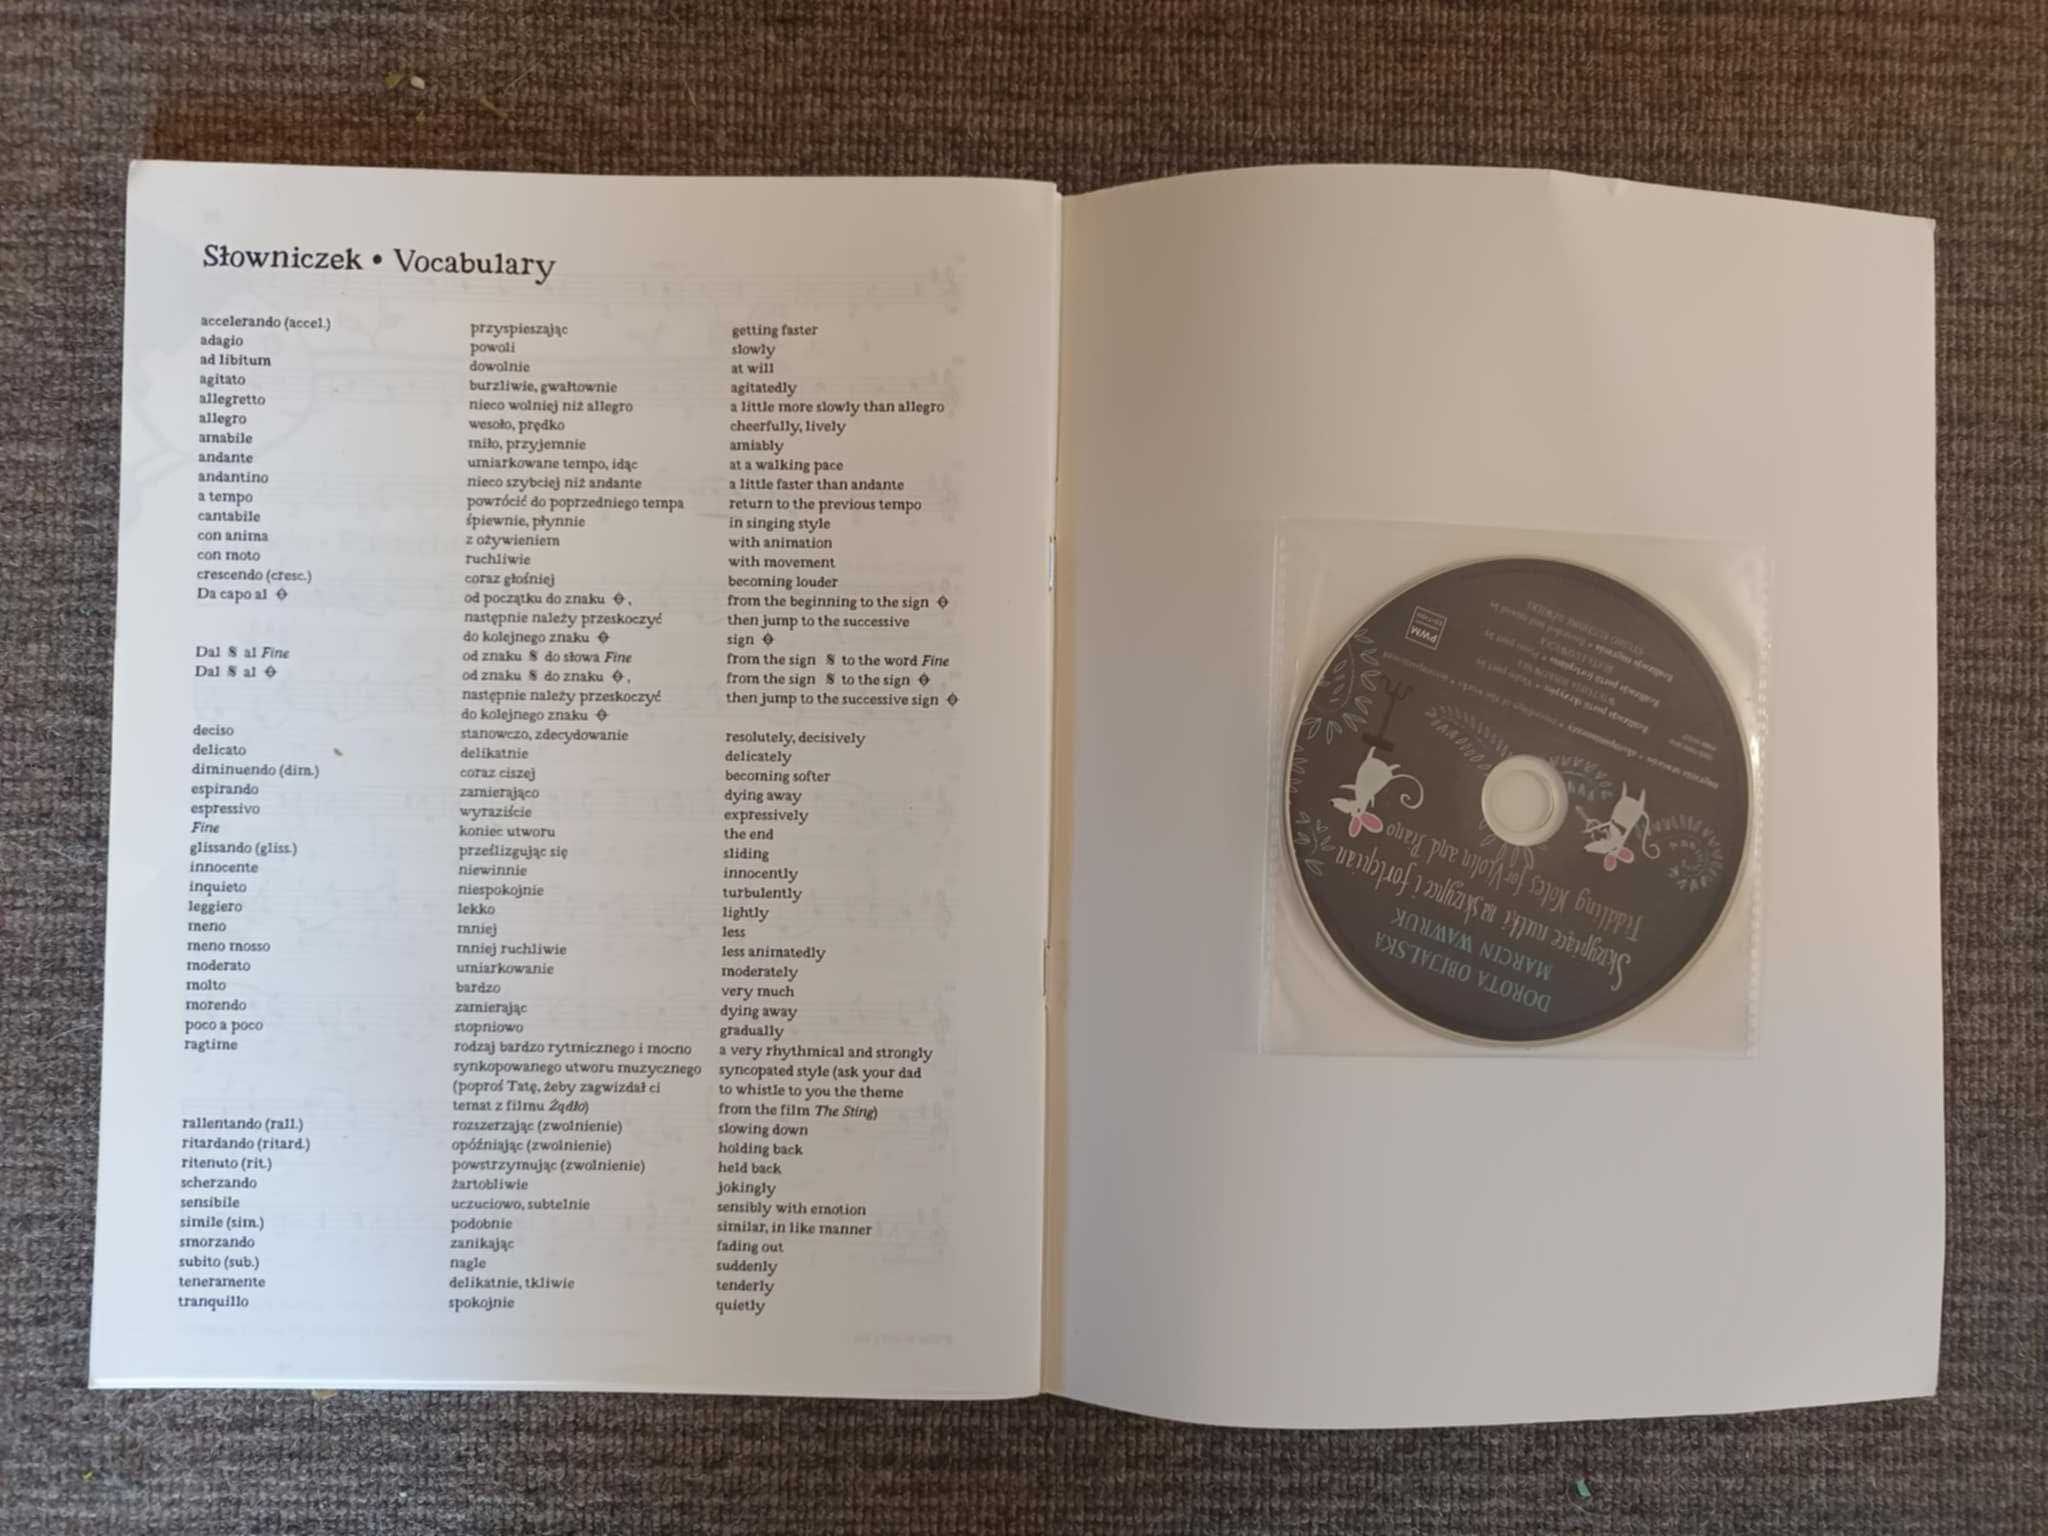 Słowniczek • Vocabulary
accelerando (accel.) przyspieszając getting faster
adagio powoli slowly
ad libitum dowolnie at will
agitato burzliwie, gwałtownie agitatedly
allegretto nieco wolniej niż allegro a little more slowly than allegro
allegro wesoło, prędko cheerfully, lively
amabile miło, przyjemnie amiably
andante umiarkowane tempo, idąc at a walking pace
andantino nieco szybciej niż andante a little faster than andante
a tempo powrócić do poprzedniego tempa return to the previous tempo
cantabile śpiewnie, płynnie in singing style
con anima z ożywieniem with animation
con moto ruchliwie with movement
crescendo (cresc.) coraz głośniej becoming louder
Da capo al 𝄌 od początku do znaku 𝄌, from the beginning to the sign 𝄌
następnie należy przeskoczyć then jump to the successive
do kolejnego znaku 𝄌 sign 𝄌
Dal 𝄋 al Fine od znaku 𝄋 do słowa Fine from the sign 𝄋 to the word Fine
Dal 𝄋 al 𝄌 od znaku 𝄋 do znaku 𝄌, from the sign 𝄋 to the sign 𝄌
następnie należy przeskoczyć then jump to the successive sign 𝄌
do kolejnego znaku 𝄌
deciso stanowczo, zdecydowanie resolutely, decisively
delicato delikatnie delicately
diminuendo (dim.) coraz ciszej becoming softer
espirando zamierająco dying away
espressivo wyraziście expressively
Fine koniec utworu the end
glissando (gliss.) prześlizgując się sliding
innocente niewinnie innocently
inquieto niespokojnie turbulently
leggiero lekko lightly
meno mniej less
meno mosso mniej ruchliwie less animatedly
moderato umiarkowanie moderately
molto bardzo very much
morendo zamierając dying away
poco a poco stopniowo gradually
ragtime rodzaj bardzo rytmicznego i mocno a very rhythmical and strongly
synkopowanego utworu muzycznego syncopated style (ask your dad
(poproś Tatę, żeby zagwizdał ci to whistle to you the theme
temat z filmu Żądło) from the film The Sting)
rallentando (rall.) rozszerzając (zwolnienie) slowing down
ritardando (ritard.) opóźniając (zwolnienie) holding back
ritenuto (rit.) powstrzymując (zwolnienie) held back
scherzando żartobliwie jokingly
sensibile uczuciowo, subtelnie sensibly with emotion
simile (sim.) podobnie similar, in like manner
smorzando zanikając fading out
subito (sub.) nagle suddenly
teneramente delikatnie, tkliwie tenderly
tranquillo spokojnie quietly
DOROTA OBIJALSKA
MARCIN WAWRUK
Skrzypiące nutki na skrzypce i fortepian
Fiddling Notes for Violin and Piano
PWM